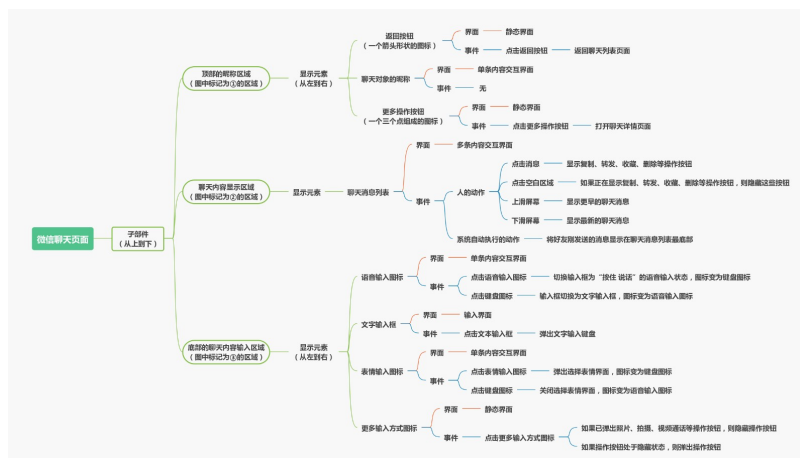 微信聊天页面
子部件
（从上到下）
顶部的昵称区域
（图中标记为①的区域）
显示元素
（从左到右）
返回按钮
（一个箭头形状的图标）
界面
静态界面
事件
点击返回按钮
返回聊天列表页面
聊天对象的昵称
界面
单条内容交互界面
事件
无
更多操作按钮
（一个三个点组成的图标）
界面
静态界面
事件
点击更多操作按钮
打开聊天详情页面
聊天内容显示区域
（图中标记为②的区域）
显示元素
聊天消息列表
界面
多条内容交互界面
事件
人的动作
点击消息
显示复制、转发、收藏、删除等操作按钮
点击空白区域
如果正在显示复制、转发、收藏、删除等操作按钮，则隐藏这些按钮
上滑屏幕
显示更早的聊天消息
下滑屏幕
显示最新的聊天消息
系统自动执行的动作
将好友刚发送的消息显示在聊天消息列表最底部
底部的聊天内容输入区域
（图中标记为③的区域）
显示元素
（从左到右）
语音输入图标
界面
单条内容交互界面
事件
点击语音输入图标
切换输入框为“按住 说话”的语音输入状态，图标变为键盘图标
点击键盘图标
输入框切换为文字输入框，图标变为语音输入图标
文字输入框
界面
输入界面
事件
点击文本输入框
弹出文字输入键盘
表情输入图标
界面
单条内容交互界面
事件
点击表情输入图标
弹出选择表情界面，图标变为键盘图标
点击键盘图标
关闭选择表情界面，图标变为语音输入图标
更多输入方式图标
界面
静态界面
事件
点击更多输入方式图标
如果已弹出照片、拍摄、视频通话等操作按钮，则隐藏操作按钮
如果操作按钮处于隐藏状态，则弹出操作按钮